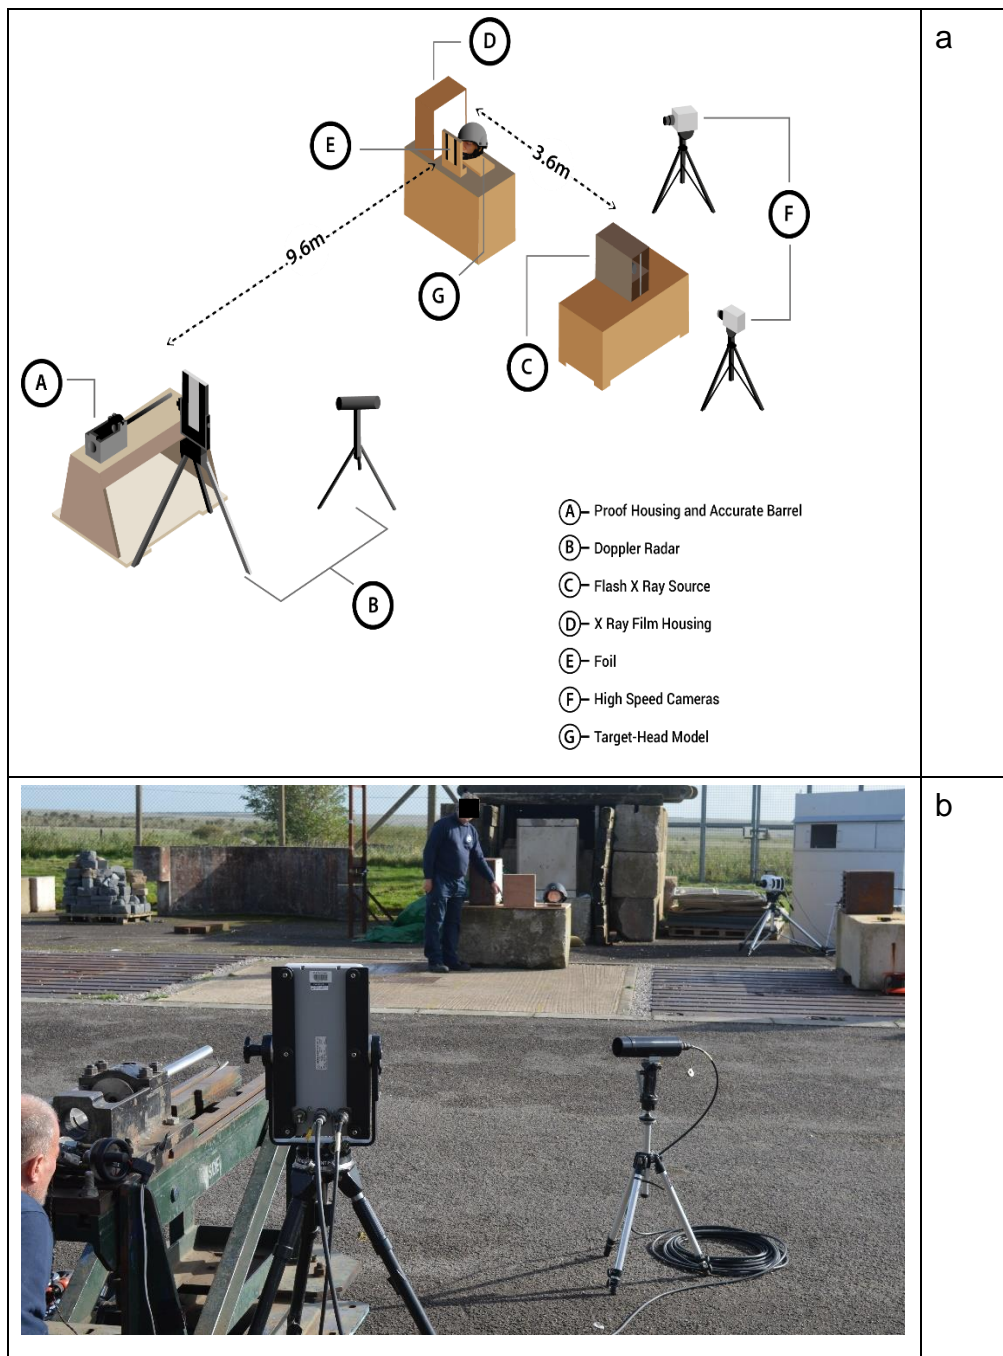 a
D
E
3.6m
F
9.6m
G
C
A
B
A Proof Housing and Accurate Barrel
B Doppler Radar
C Flash X Ray Source
D X Ray Film Housing
E Foil
F High Speed Cameras
G Target-Head Model
b